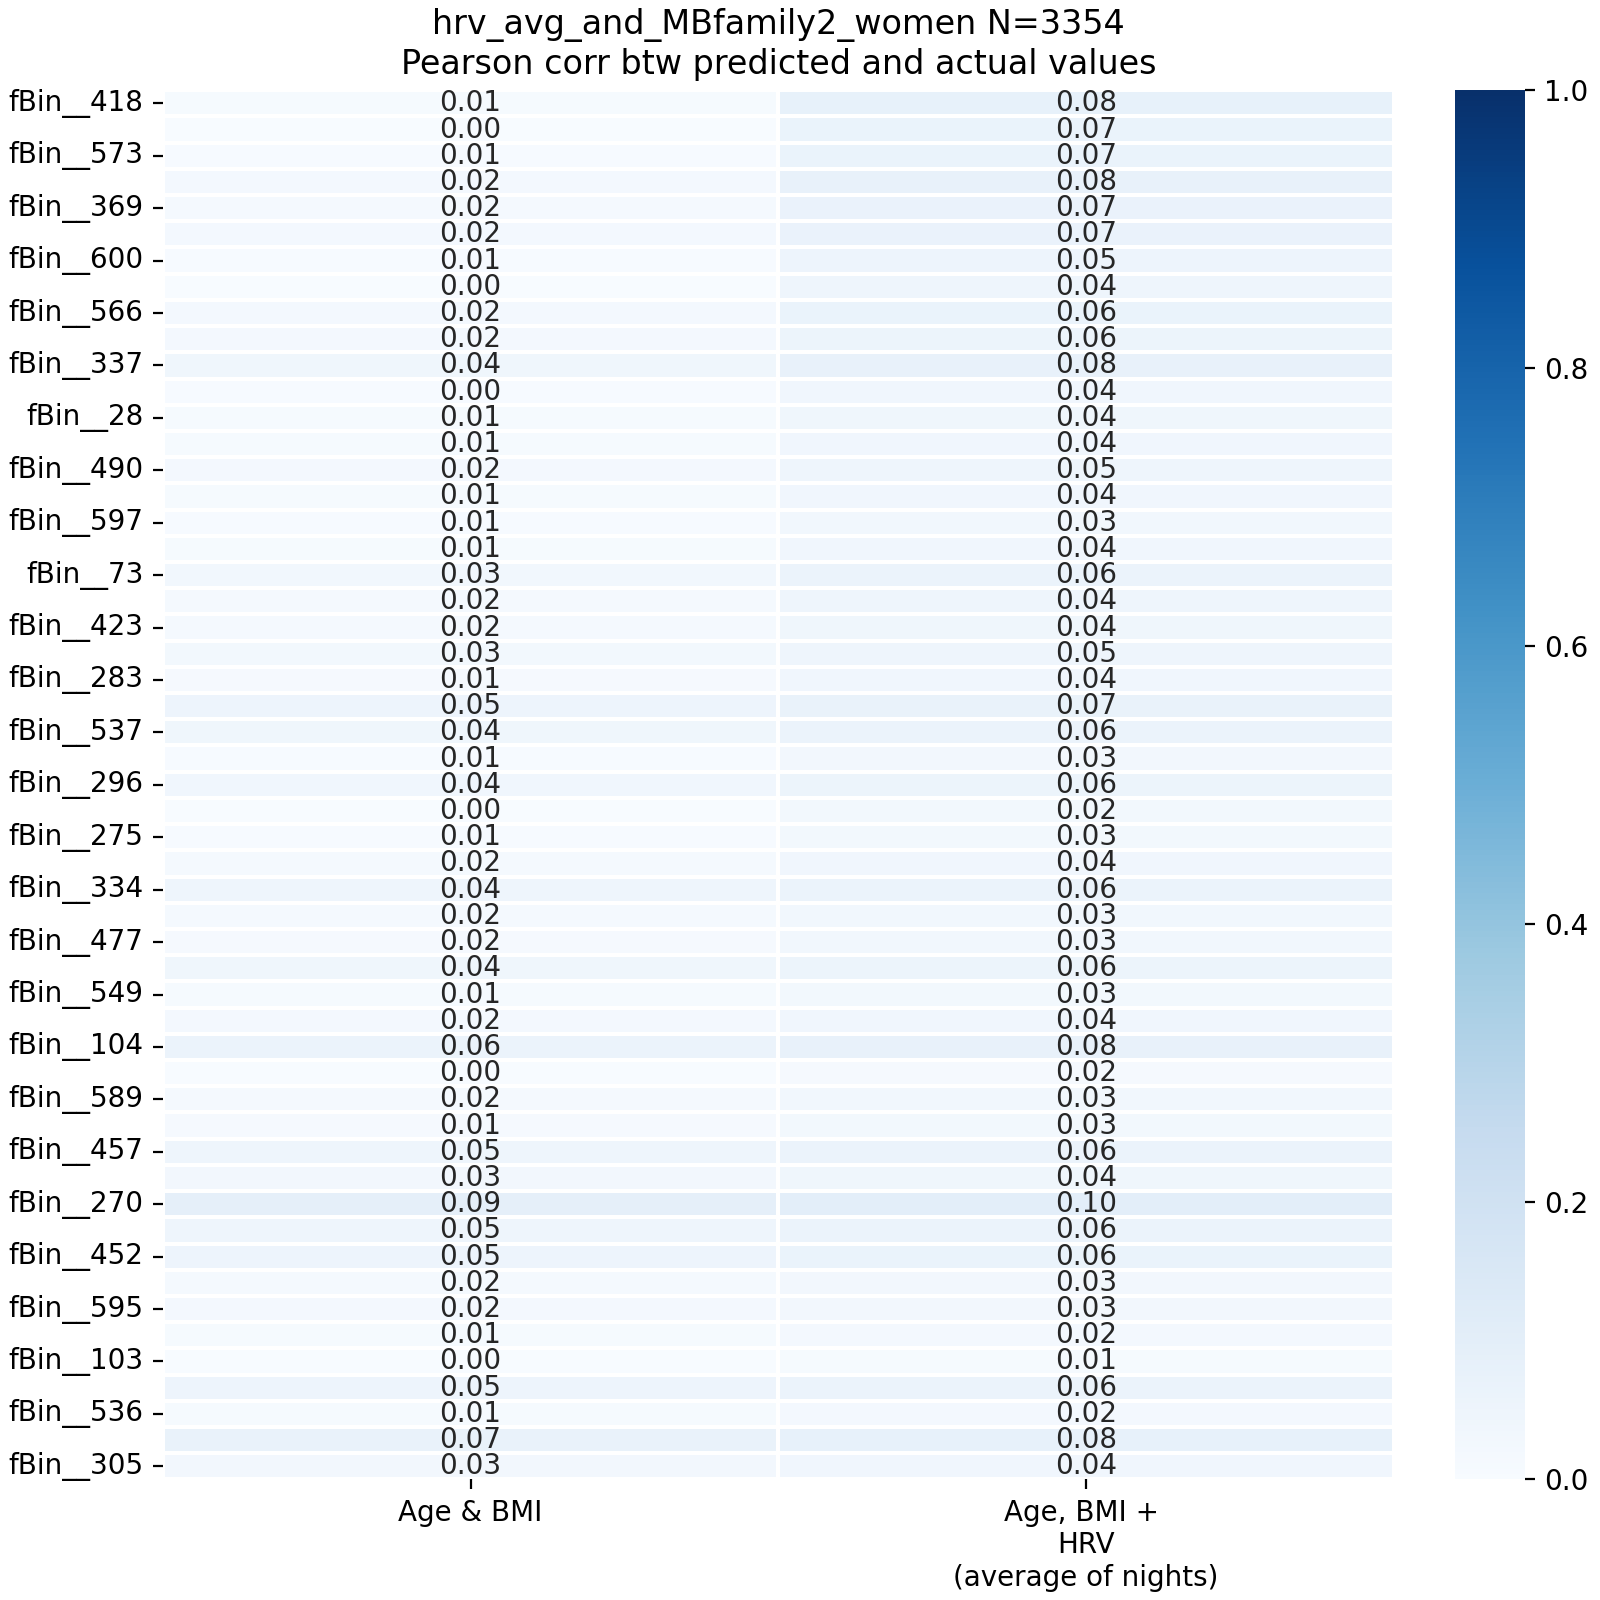 hrv_avg_and_MBfamily2_women N=3354
Pearson corr btw predicted and actual values
fBin__418 0.01 0.08
0.00 0.07
fBin__573 0.01 0.07
0.02 0.08
fBin__369 0.02 0.07
0.02 0.07
fBin__600 0.01 0.05
0.00 0.04
fBin__566 0.02 0.06
0.02 0.06
fBin__337 0.04 0.08
0.00 0.04
fBin__28 0.01 0.04
0.01 0.04
fBin__490 0.02 0.05
0.01 0.04
fBin__597 0.01 0.03
0.01 0.04
fBin__73 0.03 0.06
0.02 0.04
fBin__423 0.02 0.04
0.03 0.05
fBin__283 0.01 0.04
0.05 0.07
fBin__537 0.04 0.06
0.01 0.03
fBin__296 0.04 0.06
0.00 0.02
fBin__275 0.01 0.03
0.02 0.04
fBin__334 0.04 0.06
0.02 0.03
fBin__477 0.02 0.03
0.04 0.06
fBin__549 0.01 0.03
0.02 0.04
fBin__104 0.06 0.08
0.00 0.02
fBin__589 0.02 0.03
0.01 0.03
fBin__457 0.05 0.06
0.03 0.04
fBin__270 0.09 0.10
0.05 0.06
fBin__452 0.05 0.06
0.02 0.03
fBin__595 0.02 0.03
0.01 0.02
fBin__103 0.00 0.01
0.05 0.06
fBin__536 0.01 0.02
0.07 0.08
fBin__305 0.03 0.04
Age & BMI
Age, BMI +
HRV
(average of nights)
1.0
0.8
0.6
0.4
0.2
0.0